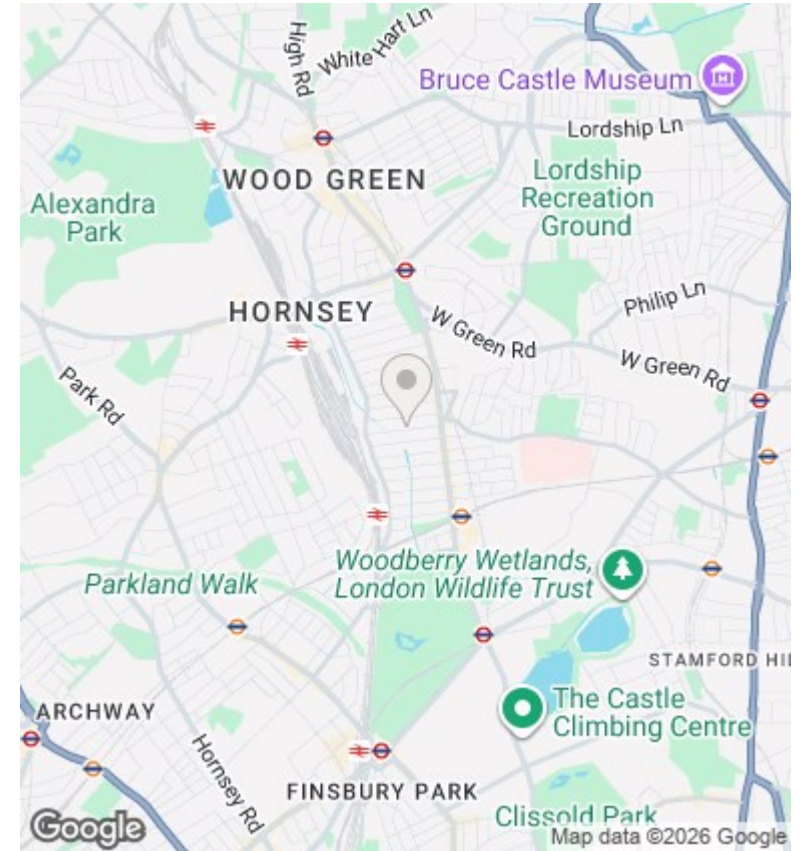 High Rd
White Hart Ln
Bruce Castle Museum
Lordship Ln
WOOD GREEN
Lordship
Recreation
Ground
Alexandra
Park
Philip Ln
HORNSEY
W Green Rd
W Green Rd
Park Rd
Woodberry Wetlands,
London Wildlife Trust
Parkland Walk
STAMFORD HIL
ARCHWAY
The Castle
Climbing Centre
Hornsey Rd
FINSBURY PARK
Clissold Park
Google
Map data ©2026 Google